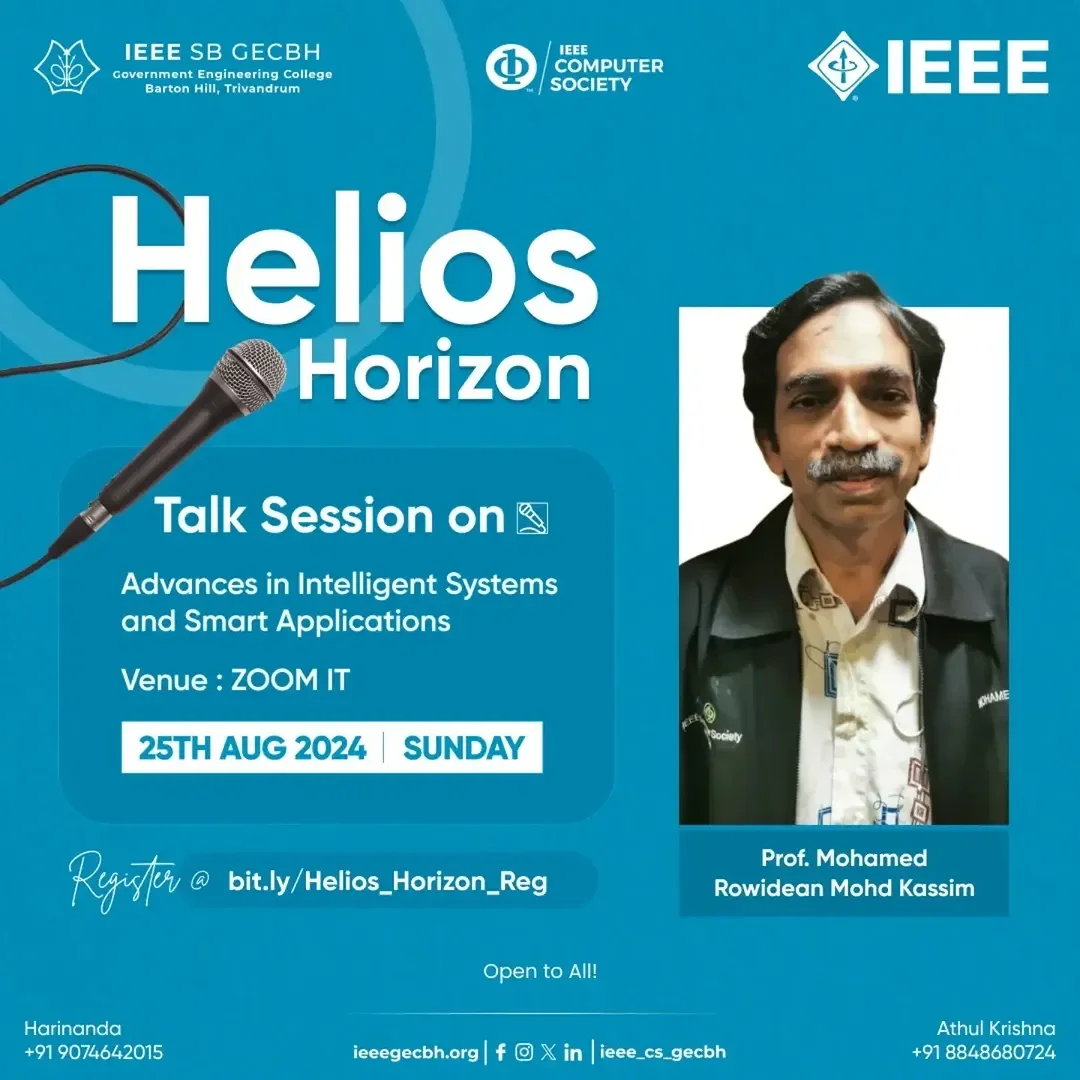 IEEE SB GECBH
Government Engineering College
Barton Hill, Trivandrum
IEEE
COMPUTER
SOCIETY
IEEE
Helios
Horizon
Talk Session on
Advances in Intelligent Systems
and Smart Applications
Venue : ZOOM IT
25TH AUG 2024 | SUNDAY
Register @ bit.ly/Helios_Horizon_Reg
Society
Prof. Mohamed
Rowidean Mohd Kassim
Open to All!
Harinanda
+91 9074642015
ieeegecbh.org | f X in | ieee_cs_gecbh
Athul Krishna
+91 8848680724